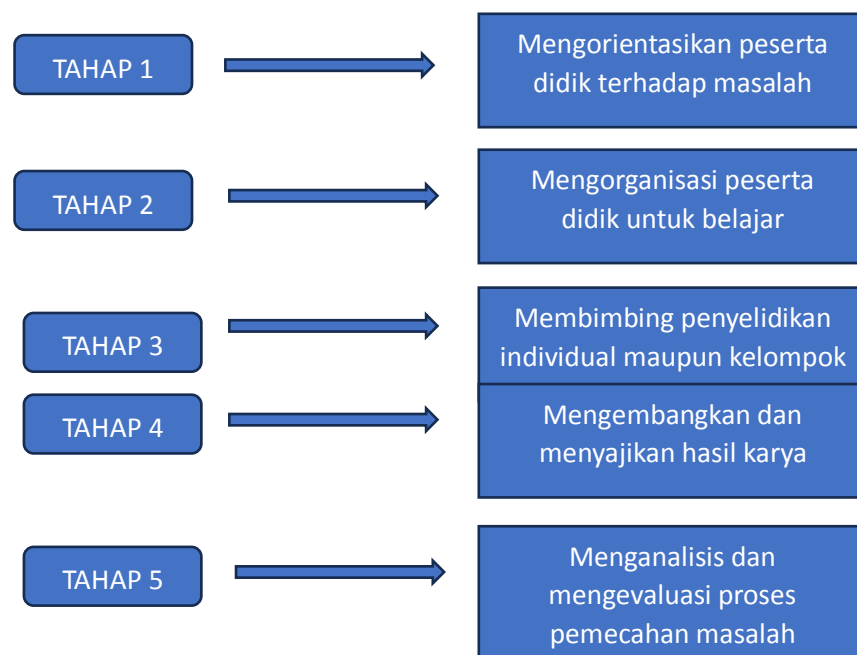 TAHAP 1
Mengorientasikan peserta
didik terhadap masalah
TAHAP 2
Mengorganisasi peserta
didik untuk belajar
TAHAP 3
Membimbing penyelidikan
individual maupun kelompok
TAHAP 4
Mengembangkan dan
menyajikan hasil karya
TAHAP 5
Menganalisis dan
mengevaluasi proses
pemecahan masalah